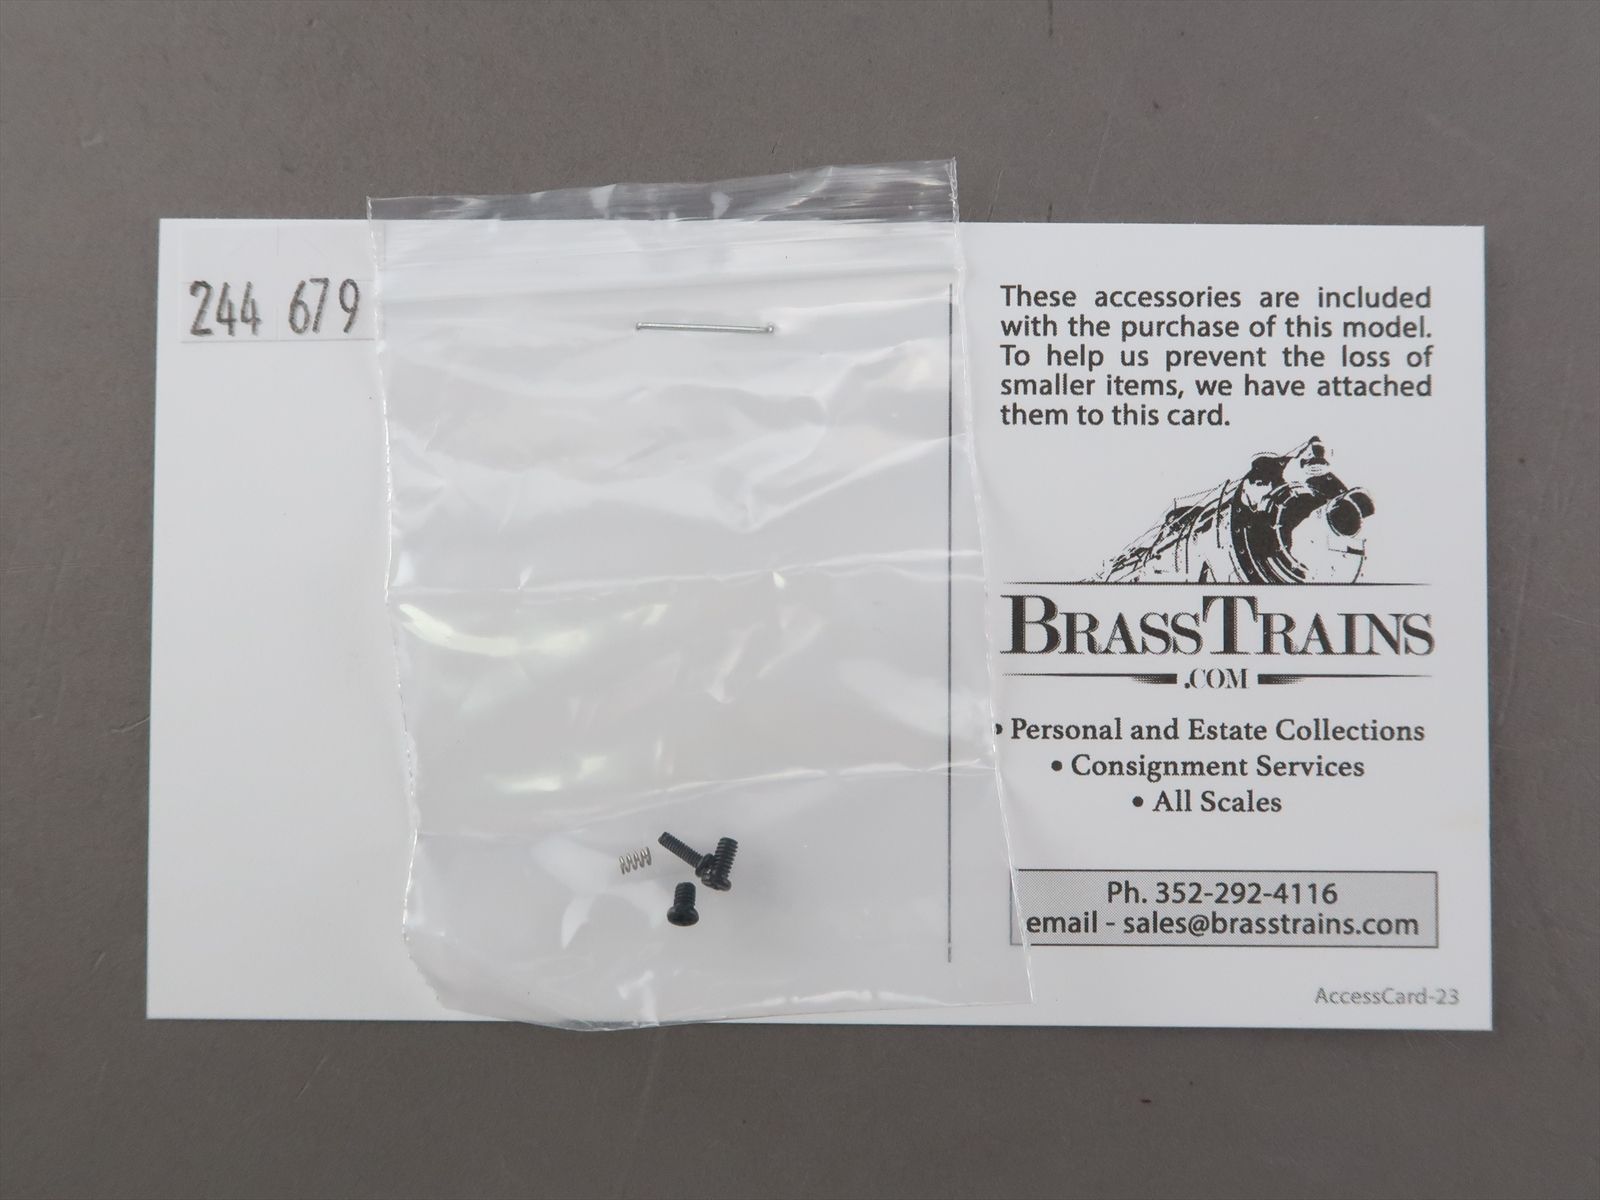 244 679
These accessories are included
with the purchase of this model.
To help us prevent the loss of
smaller items, we have attached
them to this card.
BRASSTRAINS
.COM
• Personal and Estate Collections
• Consignment Services
• All Scales
Ph. 352-292-4116
email - sales@brasstrains.com
AccessCard-23